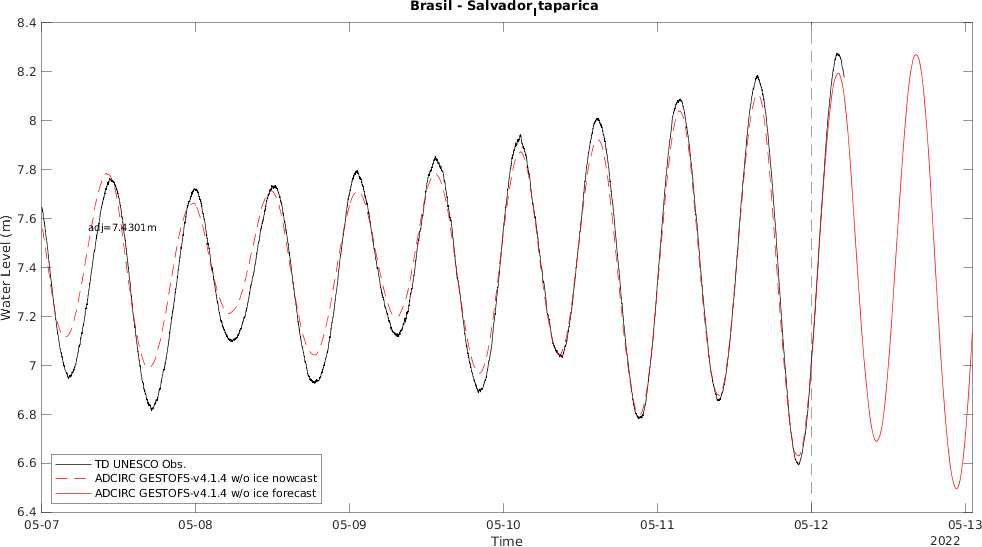 Brasil - Salvador,taparica
8.4
8.2
8
7.8
7.6
7.4
7.2
7
6.8
6.6
6.4
Water Level (m)
adj=7.4301m
TD UNESCO Obs.
ADCIRC GESTOFS-v4.1.4 w/o ice nowcast
ADCIRC GESTOFS-v4.1.4 w/o ice forecast
05-07 05-08 05-09 05-10 05-11 05-12 05-13
Time
2022